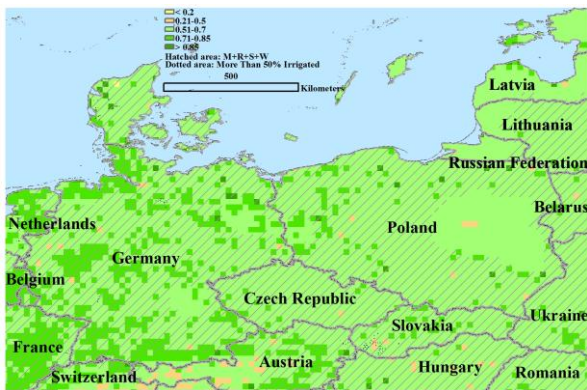 < 0.2
0.21-0.5
0.51-0.7
0.71-0.85
> 0.85
Hatched area: M+R+S+W
Dotted area: More Than 50% Irrigated
500
Kilometers
Latvia
Lithuania
Russian Federation
Belarus
Netherlands
Poland
Germany
Belgium
Czech Republic
Ukraine
Slovakia
France
Austria
Hungary
Switzerland
Romania